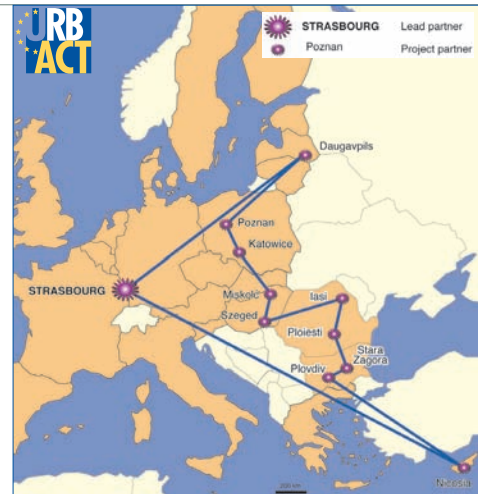 URB
ACT
STRASBOURG Lead partner
Poznan Project partner
Daugavpils
Poznan
Katowice
STRASBOURG
Miskolc
Iasi
Szeged
Ploiesti
Stara
Zagora
Plovdiv
Nicosia